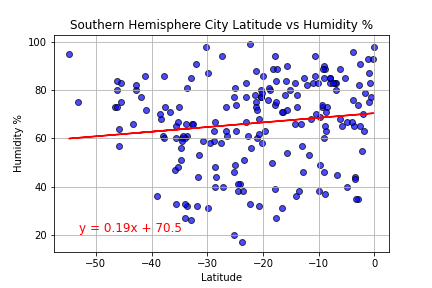 Southern Hemisphere City Latitude vs Humidity %
100
80
60
40
20
Humidity %
y = 0.19x + 70.5
−50 −40 −30 −20 −10 0
Latitude